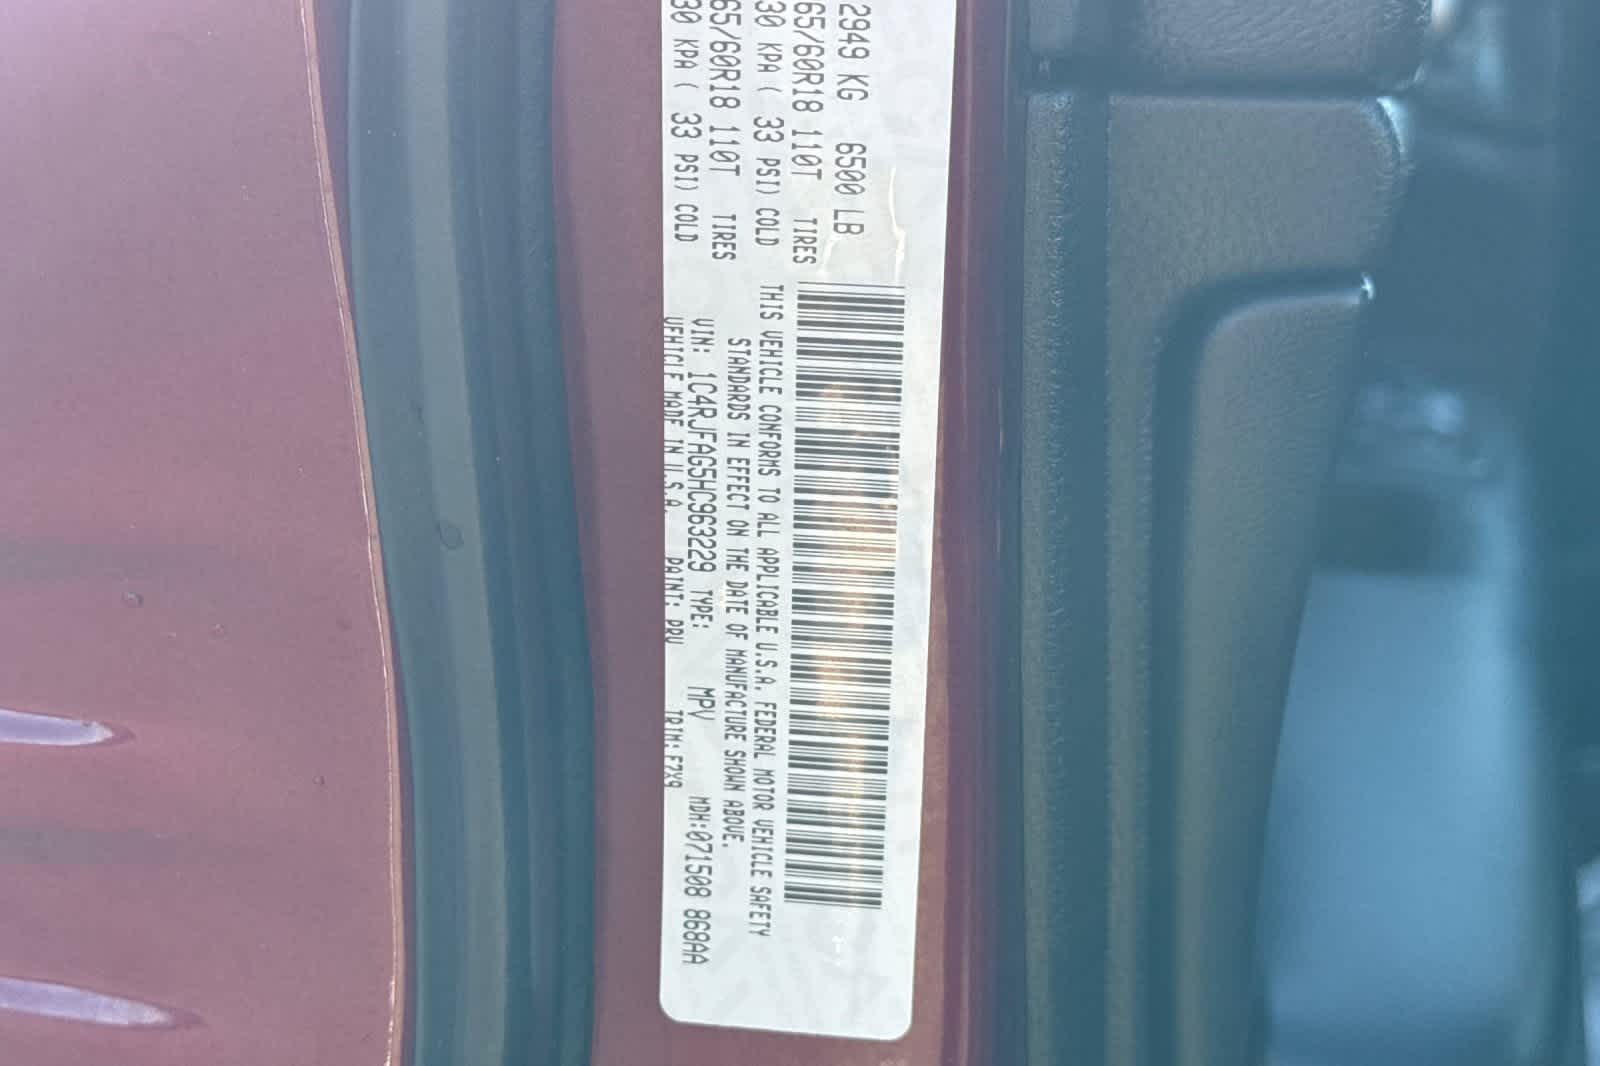 2949 KG 6500 LB
65/60R18 110T TIRES
30 KPA ( 33 PSI) COLD
65/60R18 110T TIRES
30 KPA ( 33 PSI) COLD
THIS VEHICLE CONFORMS TO ALL APPLICABLE U.S.A. FEDERAL MOTOR VEHICLE SAFETY
STANDARDS IN EFFECT ON THE DATE OF MANUFACTURE SHOWN ABOVE.
VIN: 1C4RJFAG5HC963229 TYPE: MPV MDH:071508 868AA
VEHICLE MADE IN U.S.A. PAINT: PRV TRIM: E7X9